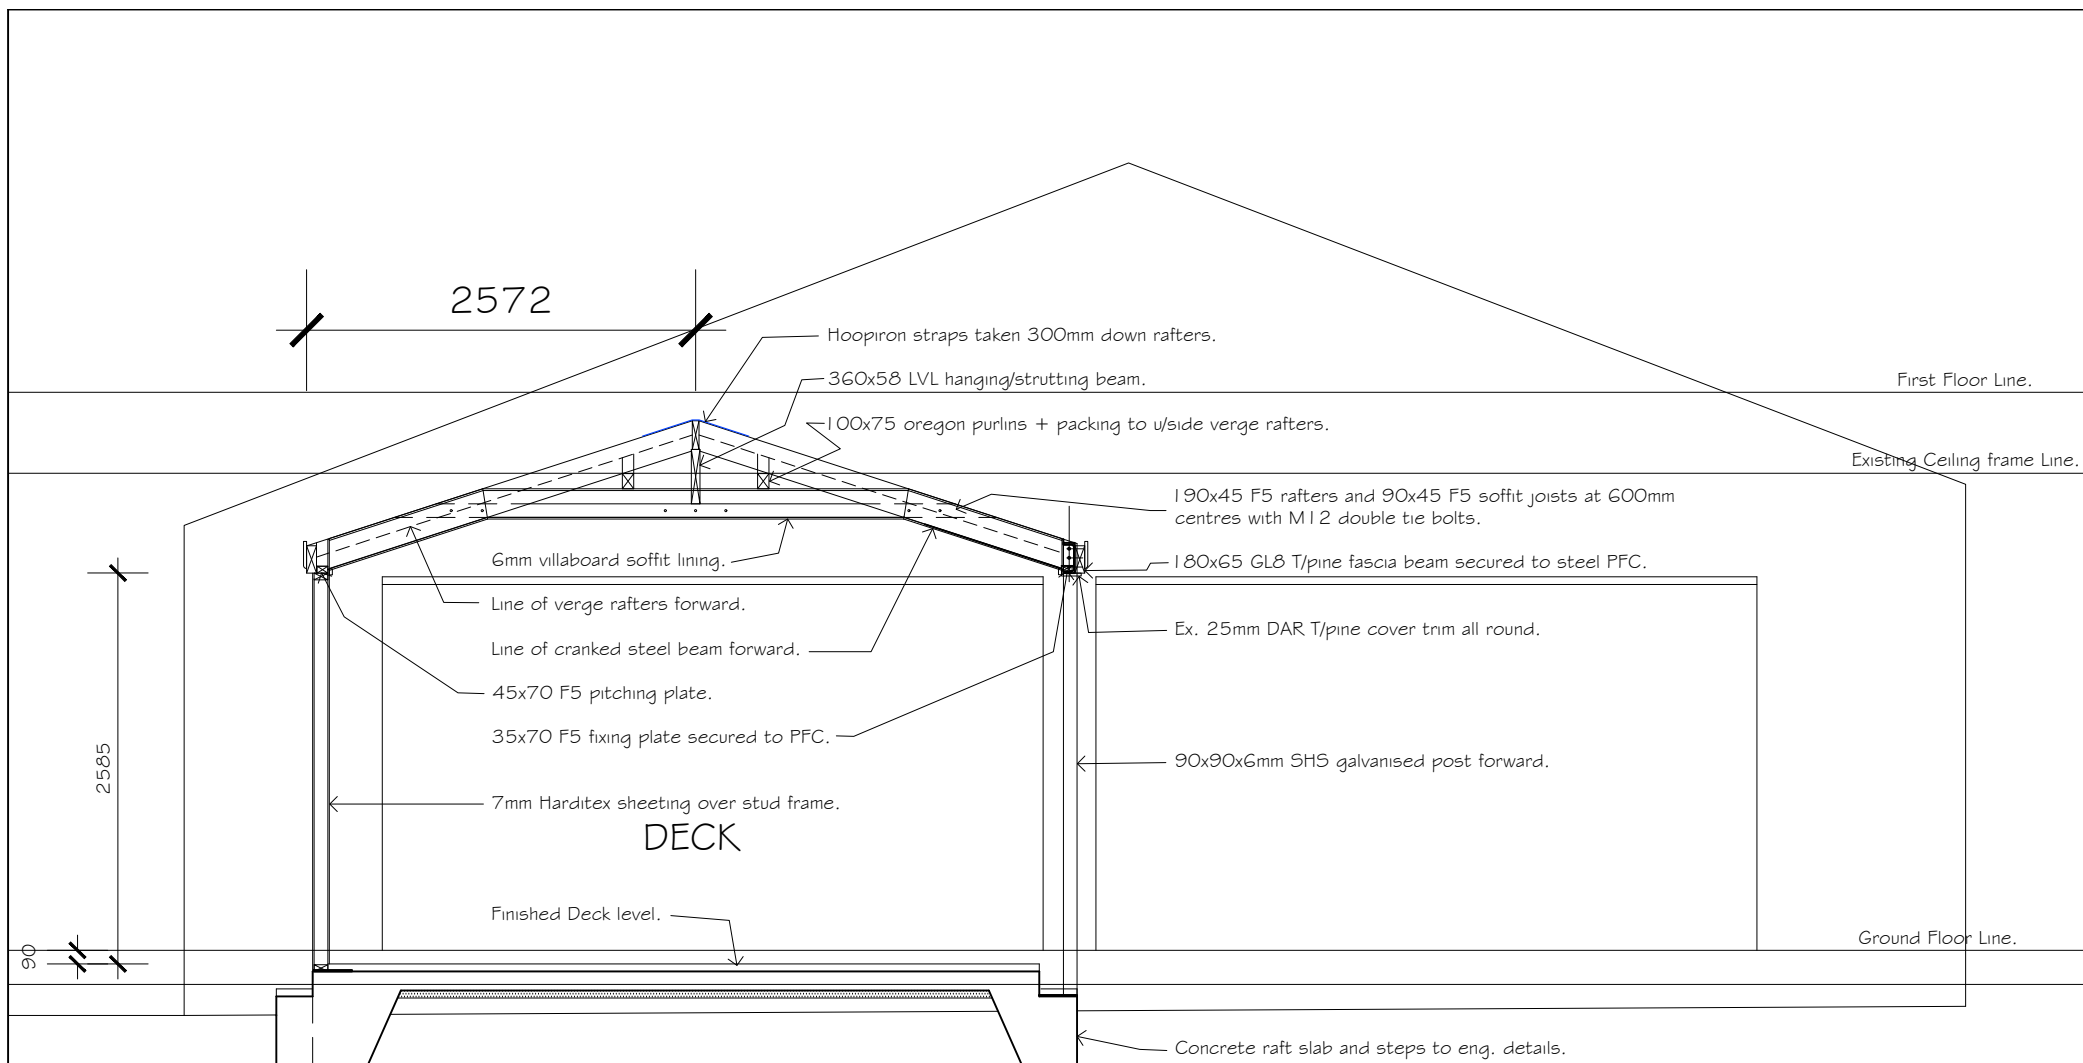 2572
Hoopiron straps taken 300mm down rafters.
360x58 LVL hanging/strutting beam.
First Floor Line.
100x75 oregon purlins + packing to u/side verge rafters.
Existing Ceiling frame Line.
190x45 F5 rafters and 90x45 F5 soffit joists at 600mm
centres with M12 double tie bolts.
6mm villaboard soffit lining.
180x65 GL8 T/pine fascia beam secured to steel PFC.
Line of verge rafters forward.
Ex. 25mm DAR T/pine cover trim all round.
Line of cranked steel beam forward.
45x70 F5 pitching plate.
35x70 F5 fixing plate secured to PFC.
2585
90x90x6mm SHS galvanised post forward.
7mm Harditex sheeting over stud frame.
DECK
Finished Deck level.
Ground Floor Line.
90
Concrete raft slab and steps to eng. details.